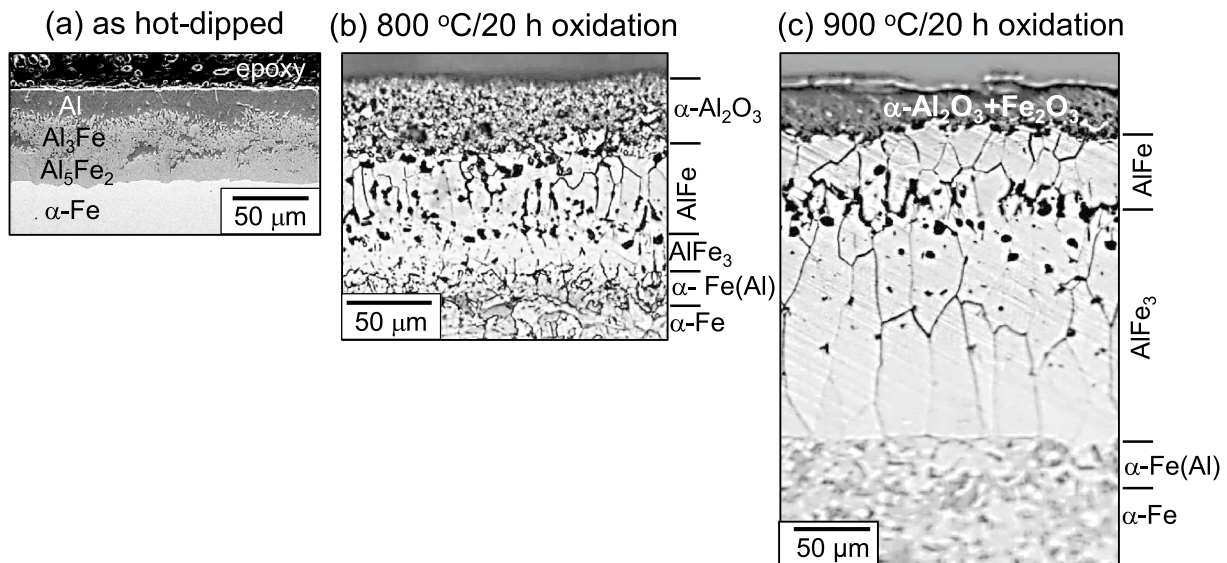 (a) as hot-dipped
epoxy
Al
Al₃Fe
Al₅Fe₂
α-Fe
50 μm
(b) 800 °C/20 h oxidation
α-Al₂O₃
AlFe
AlFe₃
α- Fe(Al)
α-Fe
50 μm
(c) 900 °C/20 h oxidation
α-Al₂O₃+Fe₂O₃
AlFe
AlFe₃
α-Fe(Al)
α-Fe
50 μm